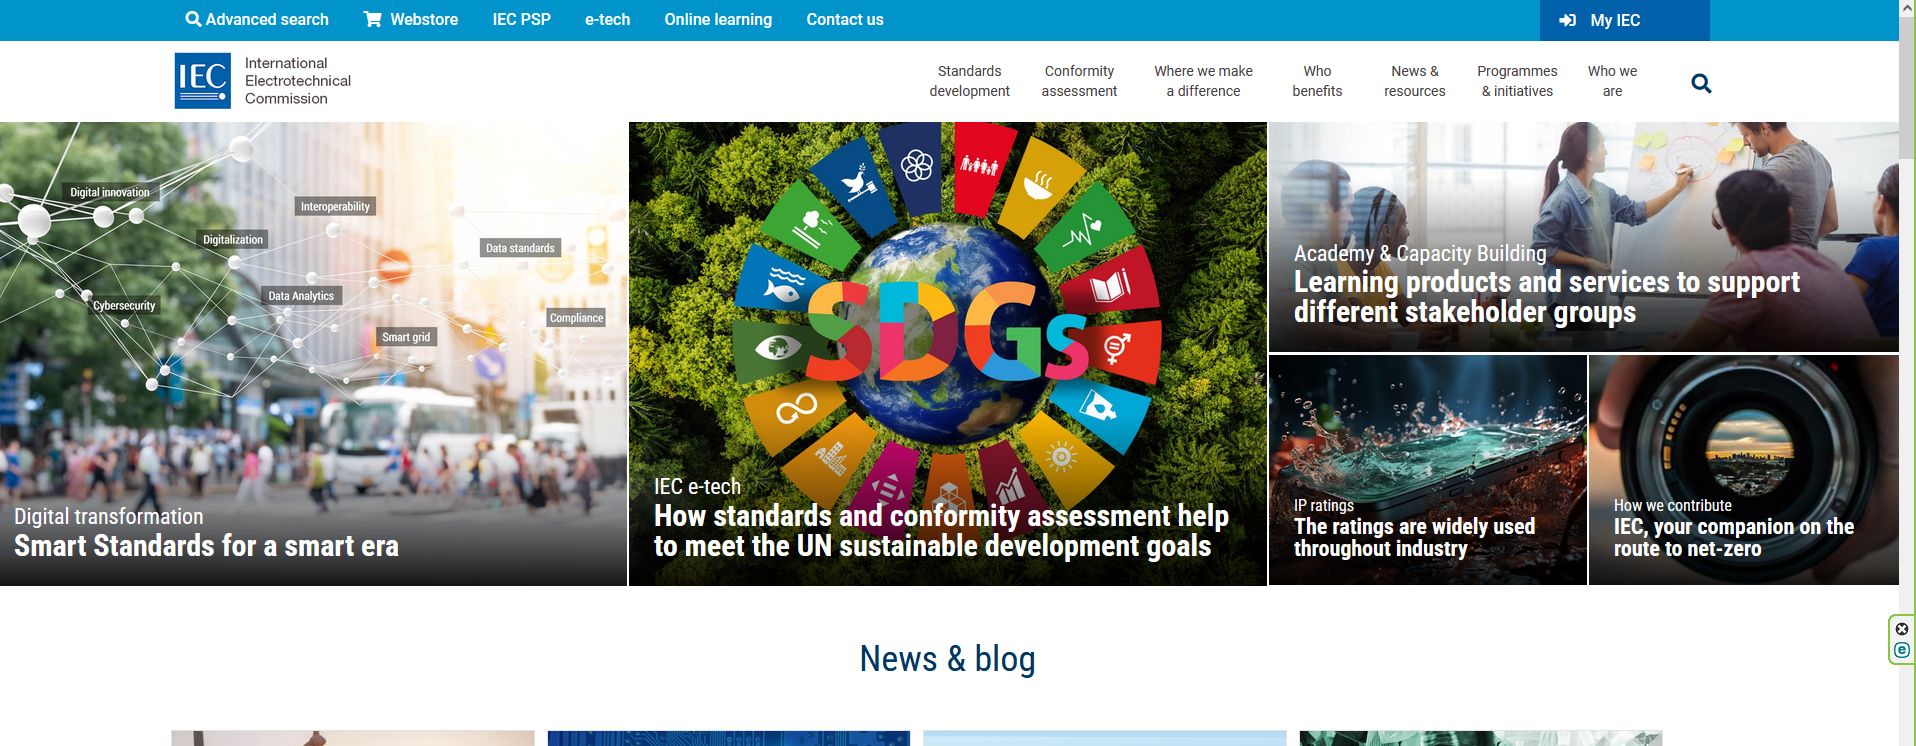 Advanced search
Webstore
IEC PSP
e-tech
Online learning
Contact us
My IEC
IEC
International
Electrotechnical
Commission
Standards
development
Conformity
assessment
Where we make
a difference
Who
benefits
News &
resources
Programmes
& initiatives
Who we
are
Digital innovation
Interoperability
Digitalization
Data standards
Data Analytics
Cybersecurity
Compliance
Smart grid
Digital transformation
Smart Standards for a smart era
SDGs
IEC e-tech
How standards and conformity assessment help
to meet the UN sustainable development goals
Academy & Capacity Building
Learning products and services to support
different stakeholder groups
IP ratings
The ratings are widely used
throughout industry
How we contribute
IEC, your companion on the
route to net-zero
e
News & blog